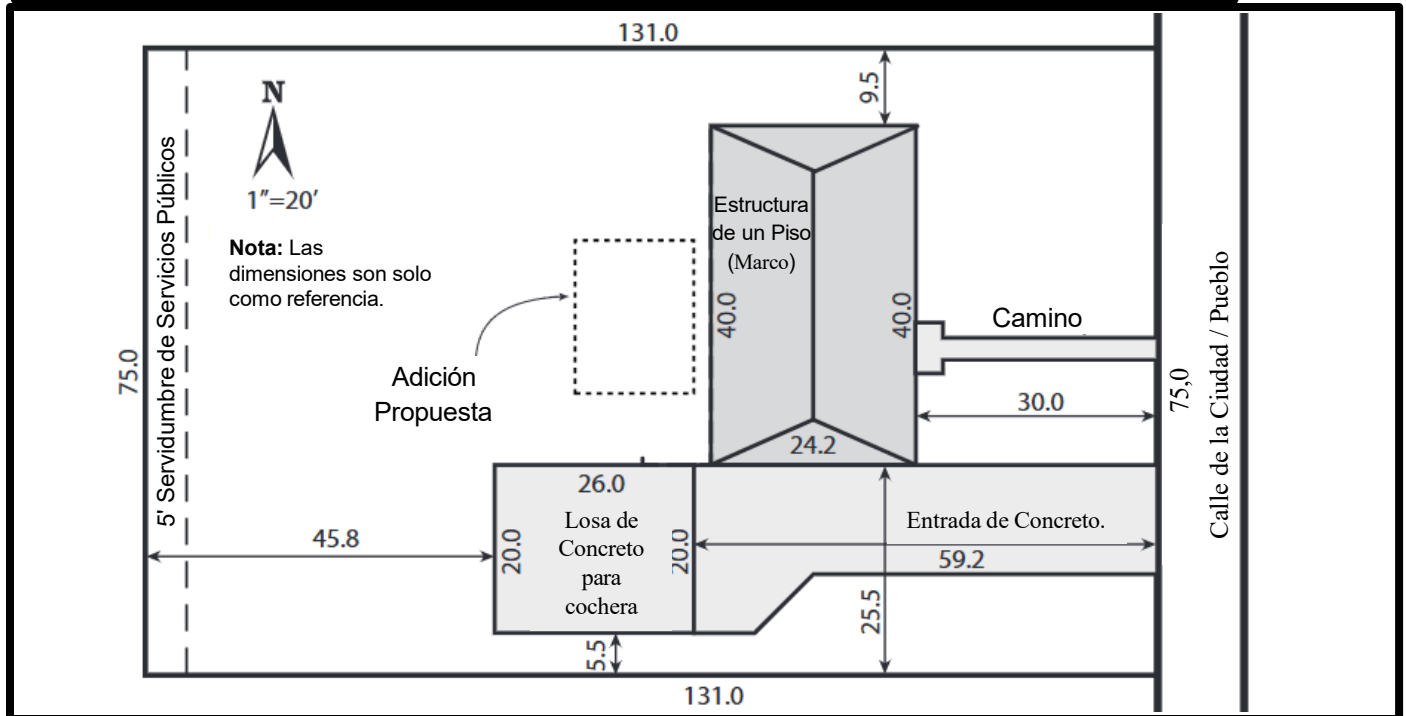 131.0
9.5
N
1"=20'
Nota: Las
dimensiones son solo
como referencia.
5' Servidumbre de Servicios Públicos
75.0
Adición
Propuesta
Estructura
de un Piso
(Marco)
40.0
40.0
24.2
Camino
30.0
75,0
Calle de la Ciudad / Pueblo
45.8
26.0
20.0
Losa de
Concreto
para
cochera
20.0
Entrada de Concreto.
59.2
25.5
5.5
131.0